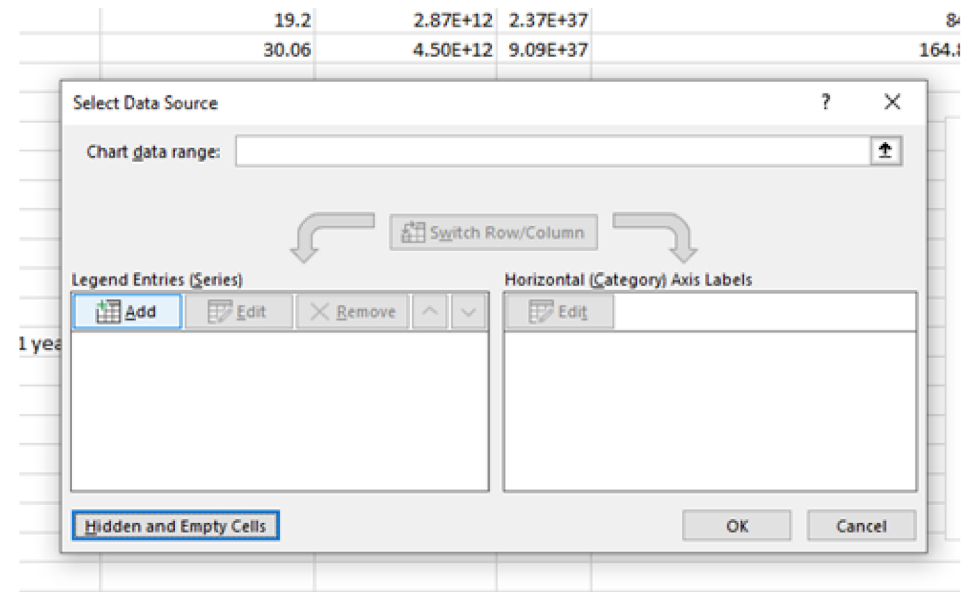 19.2 2.87E+12 2.37E+37 84
30.06 4.50E+12 9.09E+37 164.8
Select Data Source ? ×
Chart data range:
Switch Row/Column
Legend Entries (Series) Horizontal (Category) Axis Labels
Add Edit Remove Edit
1 yea
Hidden and Empty Cells OK Cancel